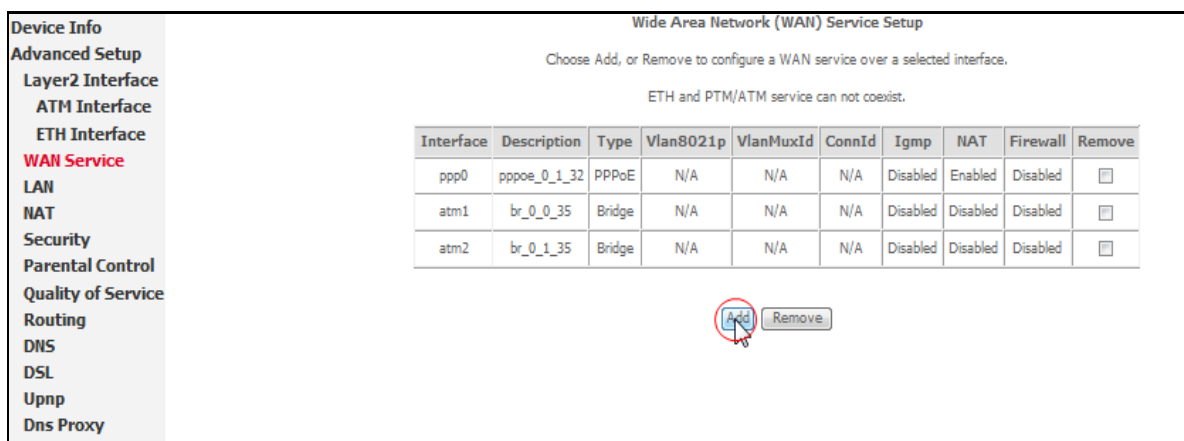 Device Info
Advanced Setup
Layer2 Interface
ATM Interface
ETH Interface
WAN Service
LAN
NAT
Security
Parental Control
Quality of Service
Routing
DNS
DSL
Upnp
Dns Proxy
Wide Area Network (WAN) Service Setup
Choose Add, or Remove to configure a WAN service over a selected interface.
ETH and PTM/ATM service can not coexist.
Interface Description Type Vlan8021p VlanMuxId ConnId Igmp NAT Firewall Remove
ppp0 pppoe_0_1_32 PPPoE N/A N/A N/A Disabled Enabled Disabled
atm1 br_0_0_35 Bridge N/A N/A N/A Disabled Disabled Disabled
atm2 br_0_1_35 Bridge N/A N/A N/A Disabled Disabled Disabled
Add Remove